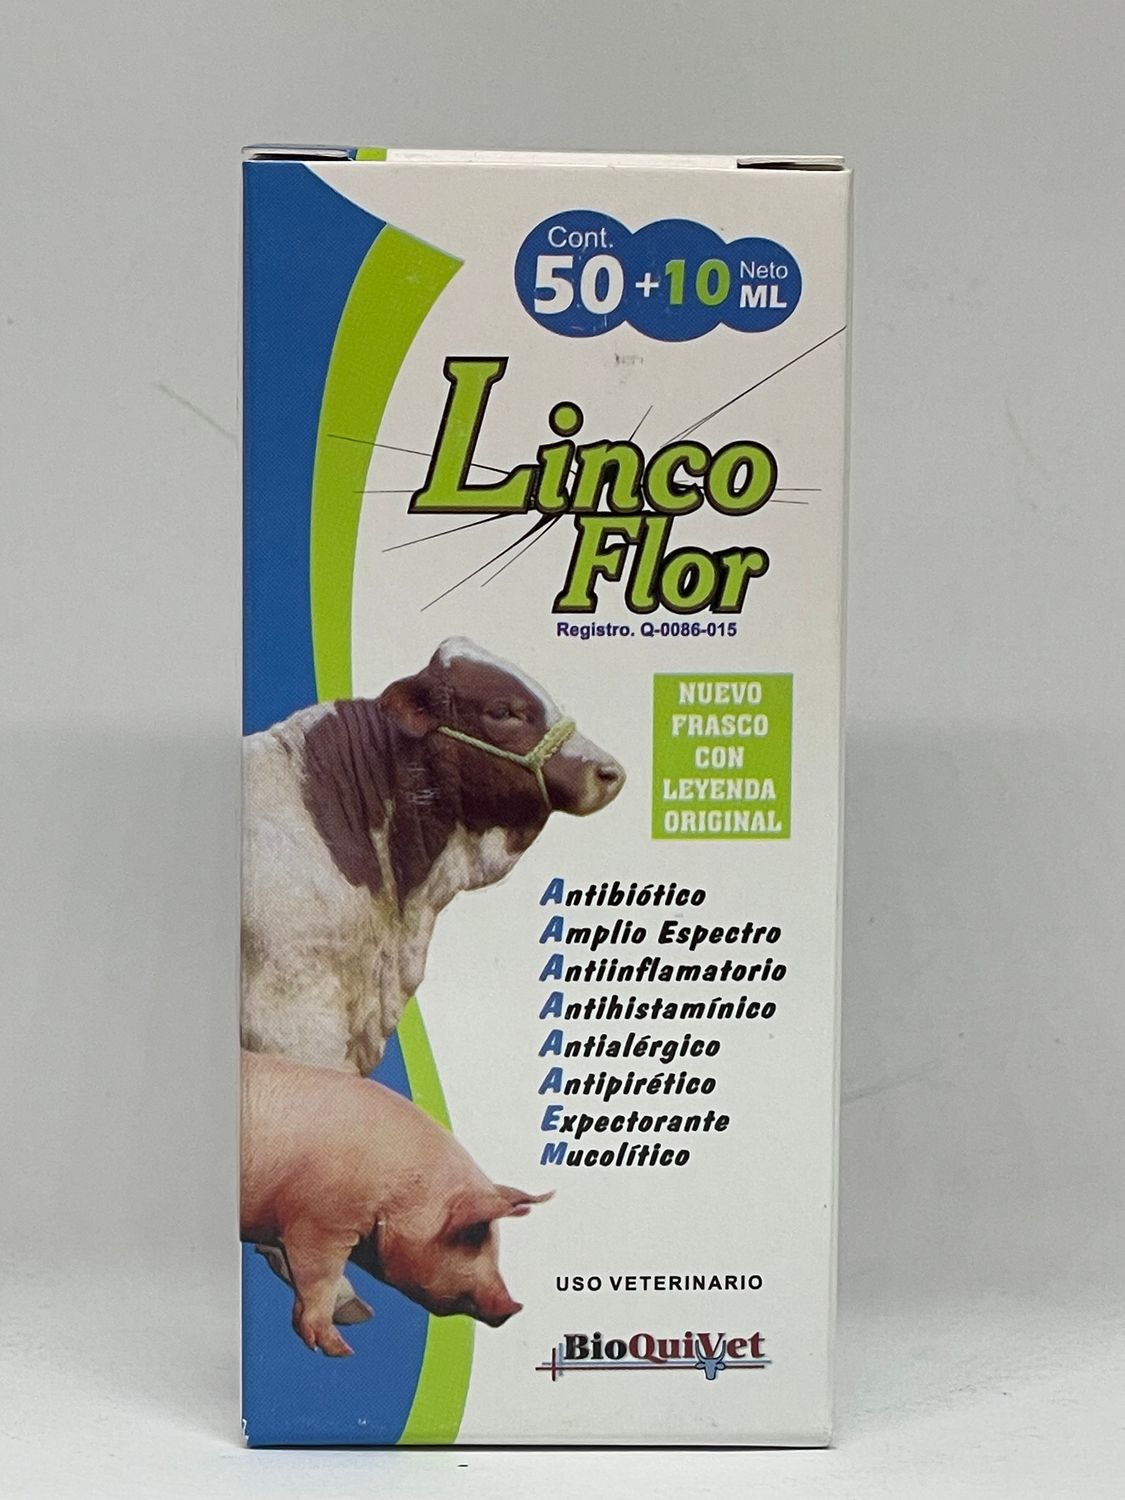 Cont.
50 + 10 Neto ML
Linco
Flor
Registro. Q-0086-015
NUEVO
FRASCO
CON
LEYENDA
ORIGINAL
Antibiótico
Amplio Espectro
Antiinflamatorio
Antihistamínico
Antialérgico
Antipirético
Expectorante
Mucolítico
USO VETERINARIO
BioQuiVet